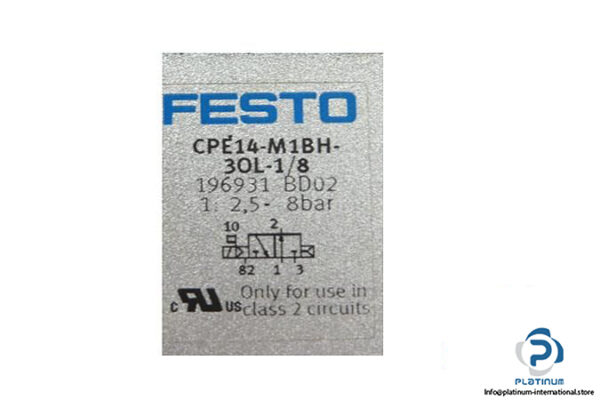 FESTO
CPE14-M1BH-
3OL-1/8
196931 BD02
1: 2,5- 8bar
10 2
82 1 3
c RU US Only for use in
class 2 circuits
P
PLATINUM
Info@platinum-international.store